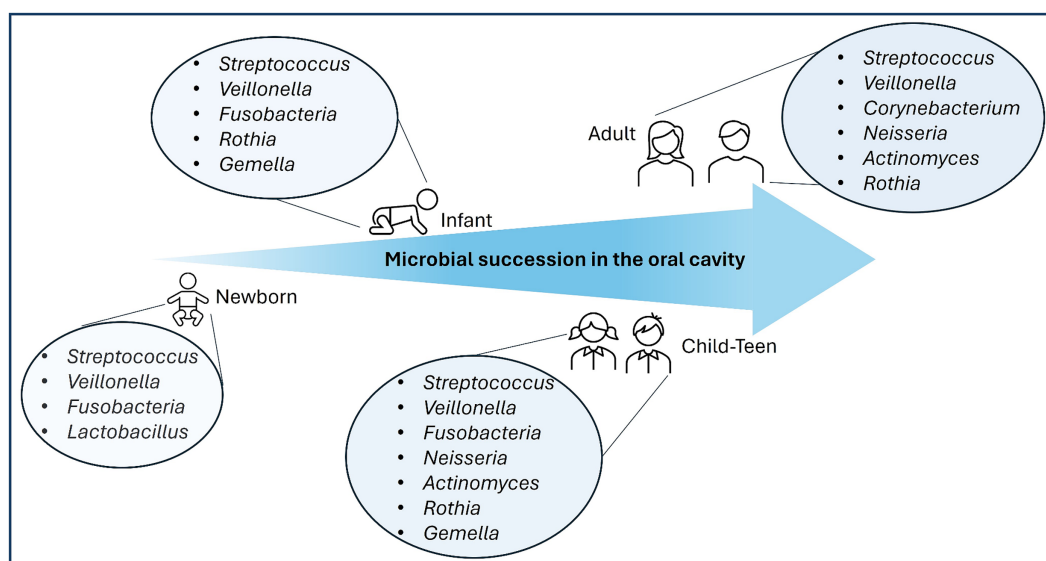 • Streptococcus
• Veillonella
• Fusobacteria
• Rothia
• Gemella
Infant
Adult
• Streptococcus
• Veillonella
• Corynebacterium
• Neisseria
• Actinomyces
• Rothia
Microbial succession in the oral cavity
Newborn
• Streptococcus
• Veillonella
• Fusobacteria
• Lactobacillus
Child-Teen
• Streptococcus
• Veillonella
• Fusobacteria
• Neisseria
• Actinomyces
• Rothia
• Gemella